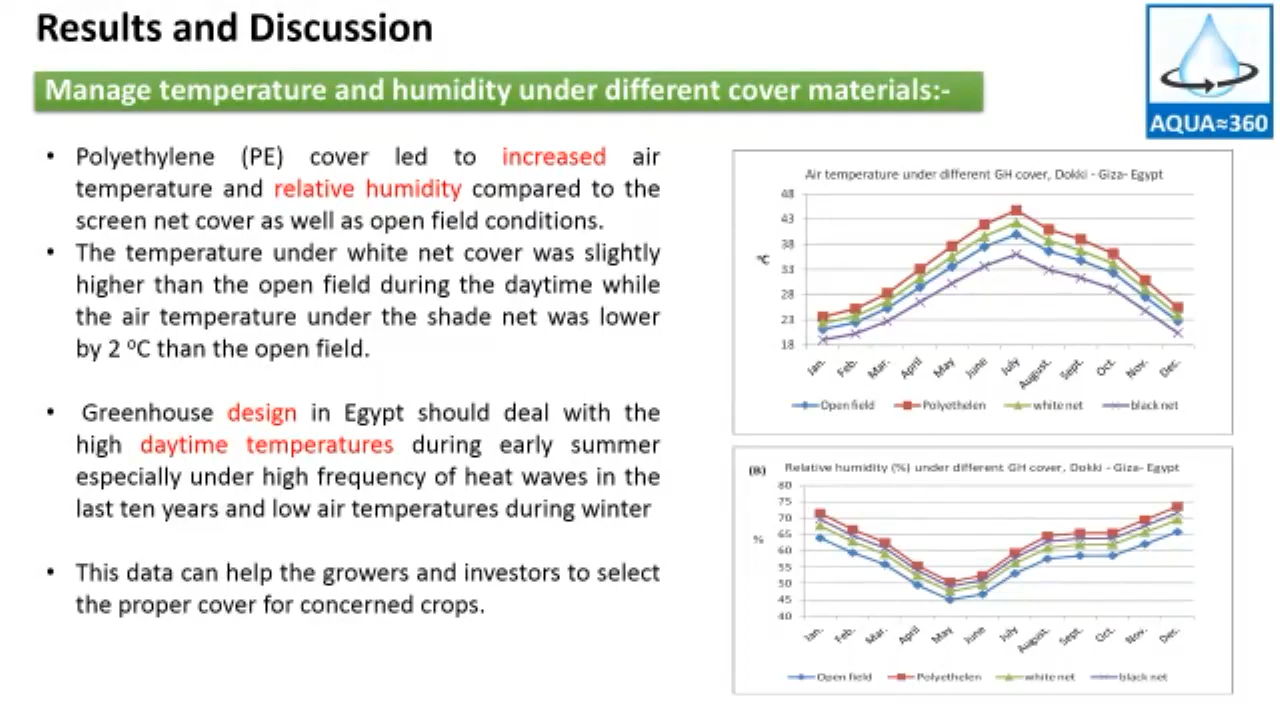 Results and Discussion
Manage temperature and humidity under different cover materials:-
AQUA≈360
• Polyethylene (PE) cover led to increased air
temperature and relative humidity compared to the
screen net cover as well as open field conditions.
• The temperature under white net cover was slightly
higher than the open field during the daytime while
the air temperature under the shade net was lower
by 2 ºC than the open field.
• Greenhouse design in Egypt should deal with the
high daytime temperatures during early summer
especially under high frequency of heat waves in the
last ten years and low air temperatures during winter
• This data can help the growers and investors to select
the proper cover for concerned crops.
Air temperature under different GH cover, Dokki - Giza- Egypt
48
43
38
33
28
23
18
Jan. Feb. Mar. April May June July August. Sept. Oct. Nov. Dec.
Open field Polyethelen white net black net
(B) Relative humidity (%) under different GH cover, Dokki - Giza- Egypt
80
75
70
65
60
55
50
45
40
%
Jan. Feb. Mar. April May June July August. Sept. Oct. Nov. Dec.
Open field Polyethelen white net black net